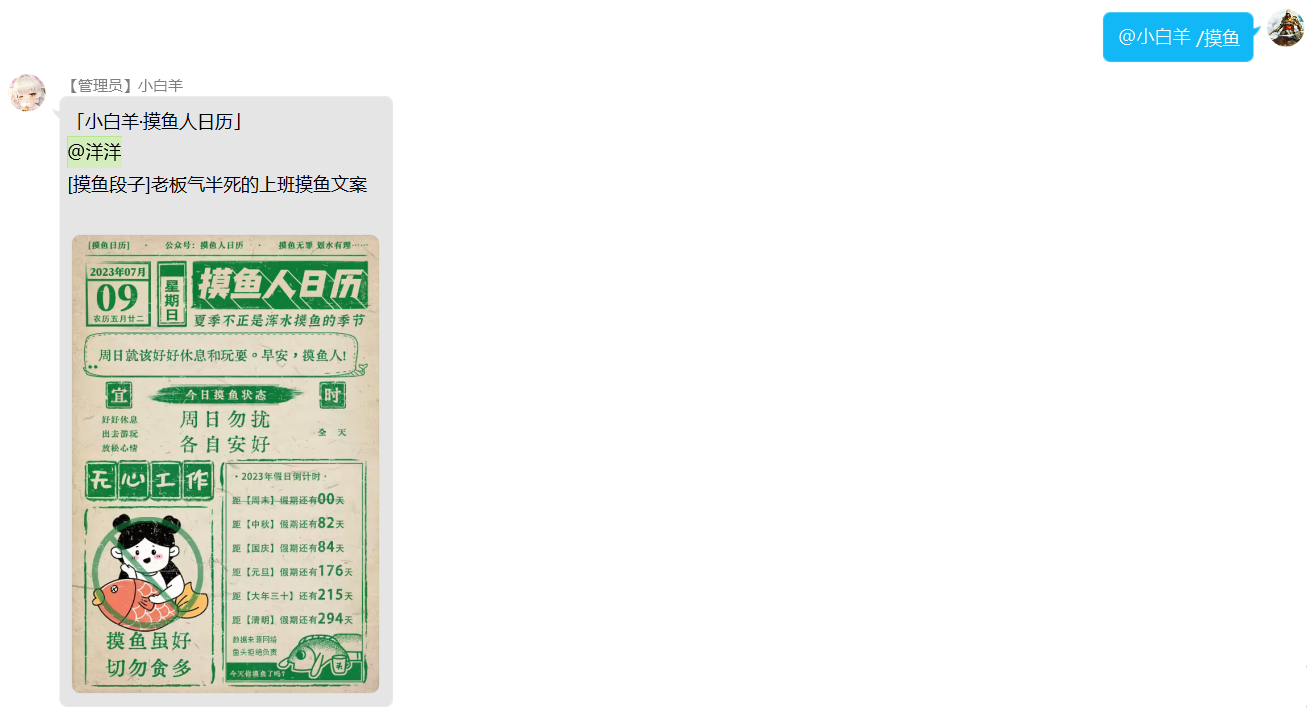 @小白羊 /摸鱼
【管理员】小白羊
「小白羊·摸鱼人日历」
@洋洋
[摸鱼段子]老板气半死的上班摸鱼文案
[摸鱼日历] · 公众号：摸鱼人日历 · 摸鱼无罪 划水有理……
2023年07月
09
农历五月廿二
星期日
摸鱼人日历
夏季不正是浑水摸鱼的季节
周日就该好好休息和玩耍。早安，摸鱼人!
宜
今日摸鱼状态
时
好好休息
出去游玩
放松心情
周日勿扰
各自安好
全 天
无心工作
·2023年假日倒计时·
距【周末】假期还有00天
距【中秋】假期还有82天
距【国庆】假期还有84天
距【元旦】假期还有176天
距【大年三十】还有215天
距【清明】假期还有294天
数据来源网络
鱼头拒绝负责
今天你摸鱼了吗?
摸鱼虽好
切勿贪多